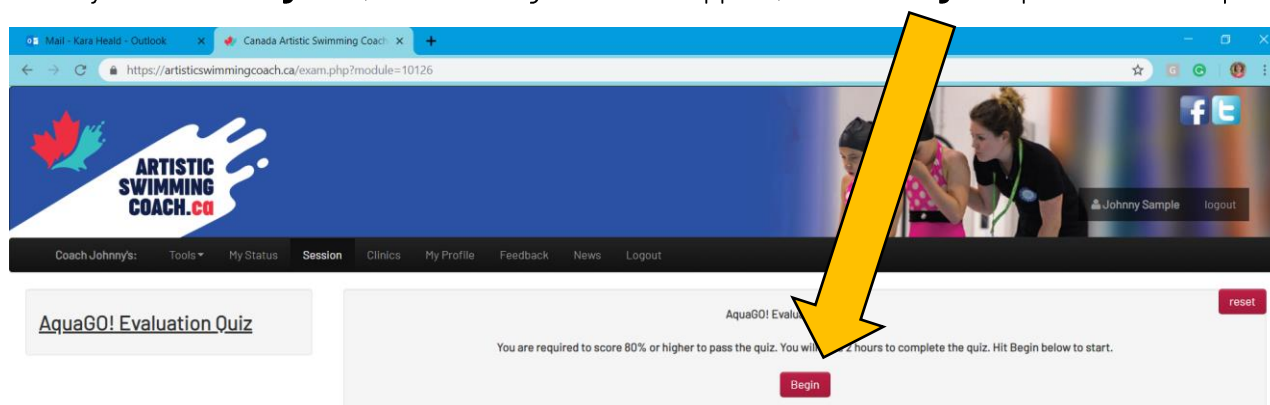 Mail - Kara Heald - Outlook
Canada Artistic Swimming Coach
https://artisticswimmingcoach.ca/exam.php?module=10126
ARTISTIC
SWIMMING
COACH.ca
Johnny Sample logout
Coach Johnny's: Tools My Status Session Clinics My Profile Feedback News Logout
AquaGO! Evaluation Quiz
reset
AquaGO!
You are required to score 80% or higher to pass the quiz. You 2 hours to complete the quiz. Hit Begin below to start.
Begin